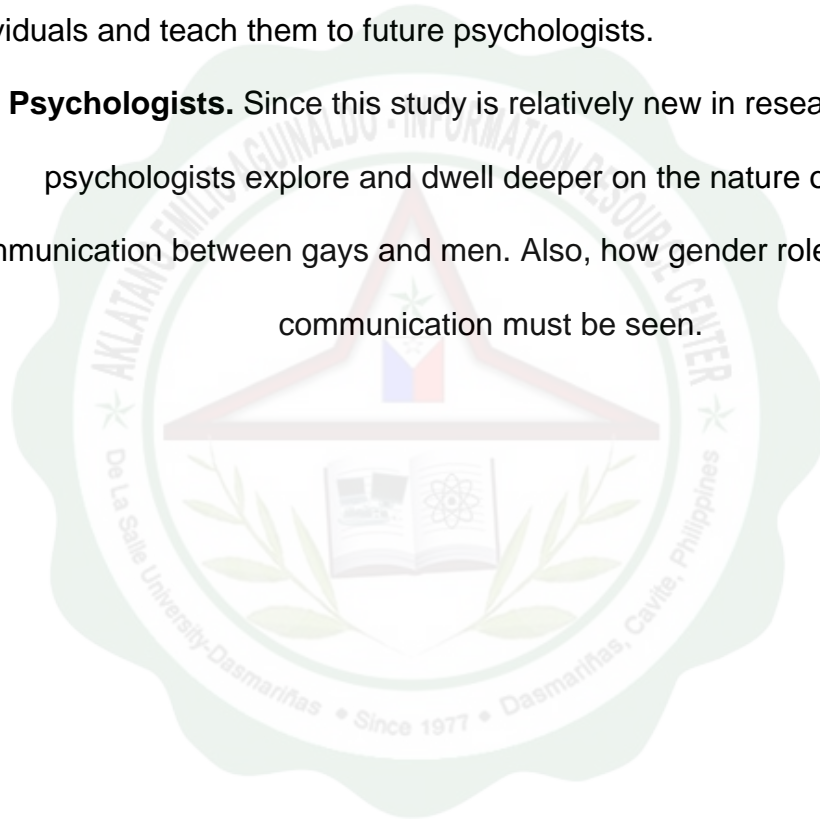 viduals and teach them to future psychologists.
Psychologists. Since this study is relatively new in resea
psychologists explore and dwell deeper on the nature o
mmunication between gays and men. Also, how gender role
communication must be seen.
AKLATANG EMILIO AGUINALDO - INFORMATION RESOURCE CENTER
De La Salle University-Dasmariñas • Since 1977 • Dasmariñas, Cavite, Philippines